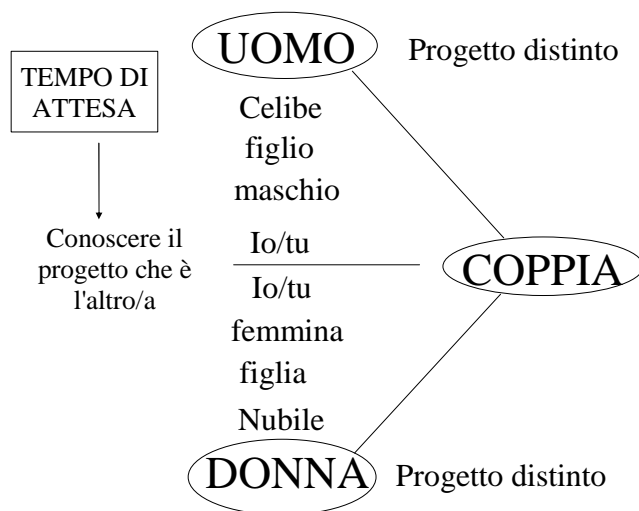 UOMO
Progetto distinto
TEMPO DI
ATTESA
Celibe
figlio
maschio
Conoscere il
progetto che è
l'altro/a
Io/tu
Io/tu
COPPIA
femmina
figlia
Nubile
DONNA
Progetto distinto